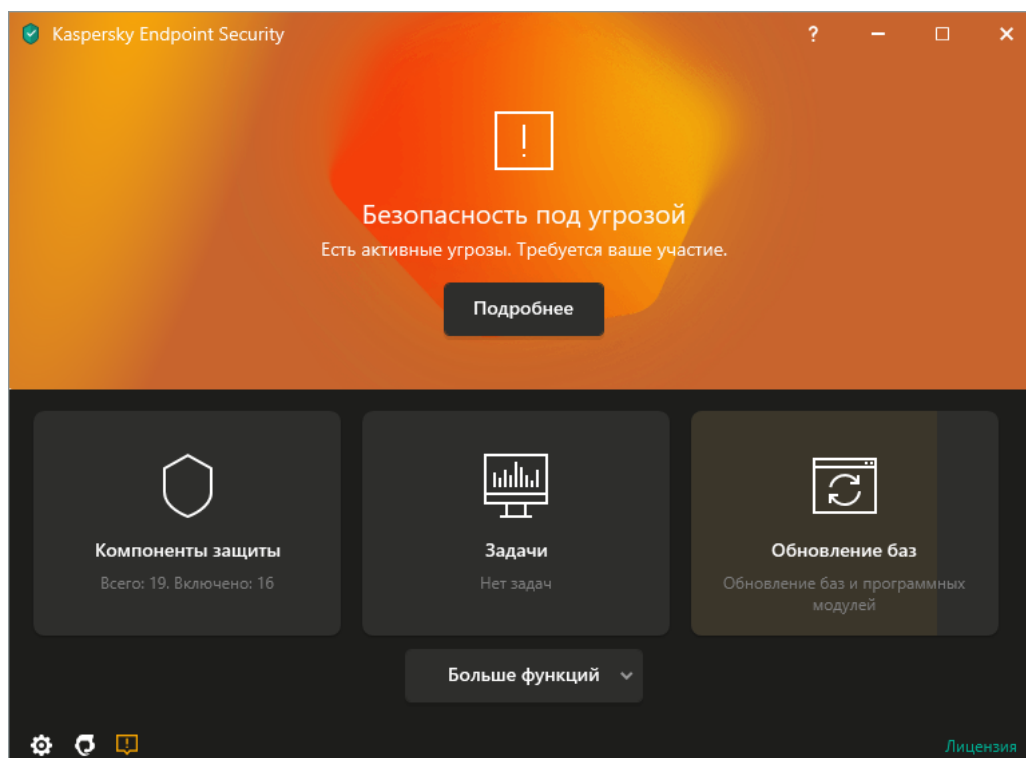 Kaspersky Endpoint Security
?
Безопасность под угрозой
Есть активные угрозы. Требуется ваше участие.
Подробнее
Компоненты защиты
Всего: 19. Включено: 16
Задачи
Нет задач
Обновление баз
Обновление баз и программных
модулей
Больше функций
Лицензия